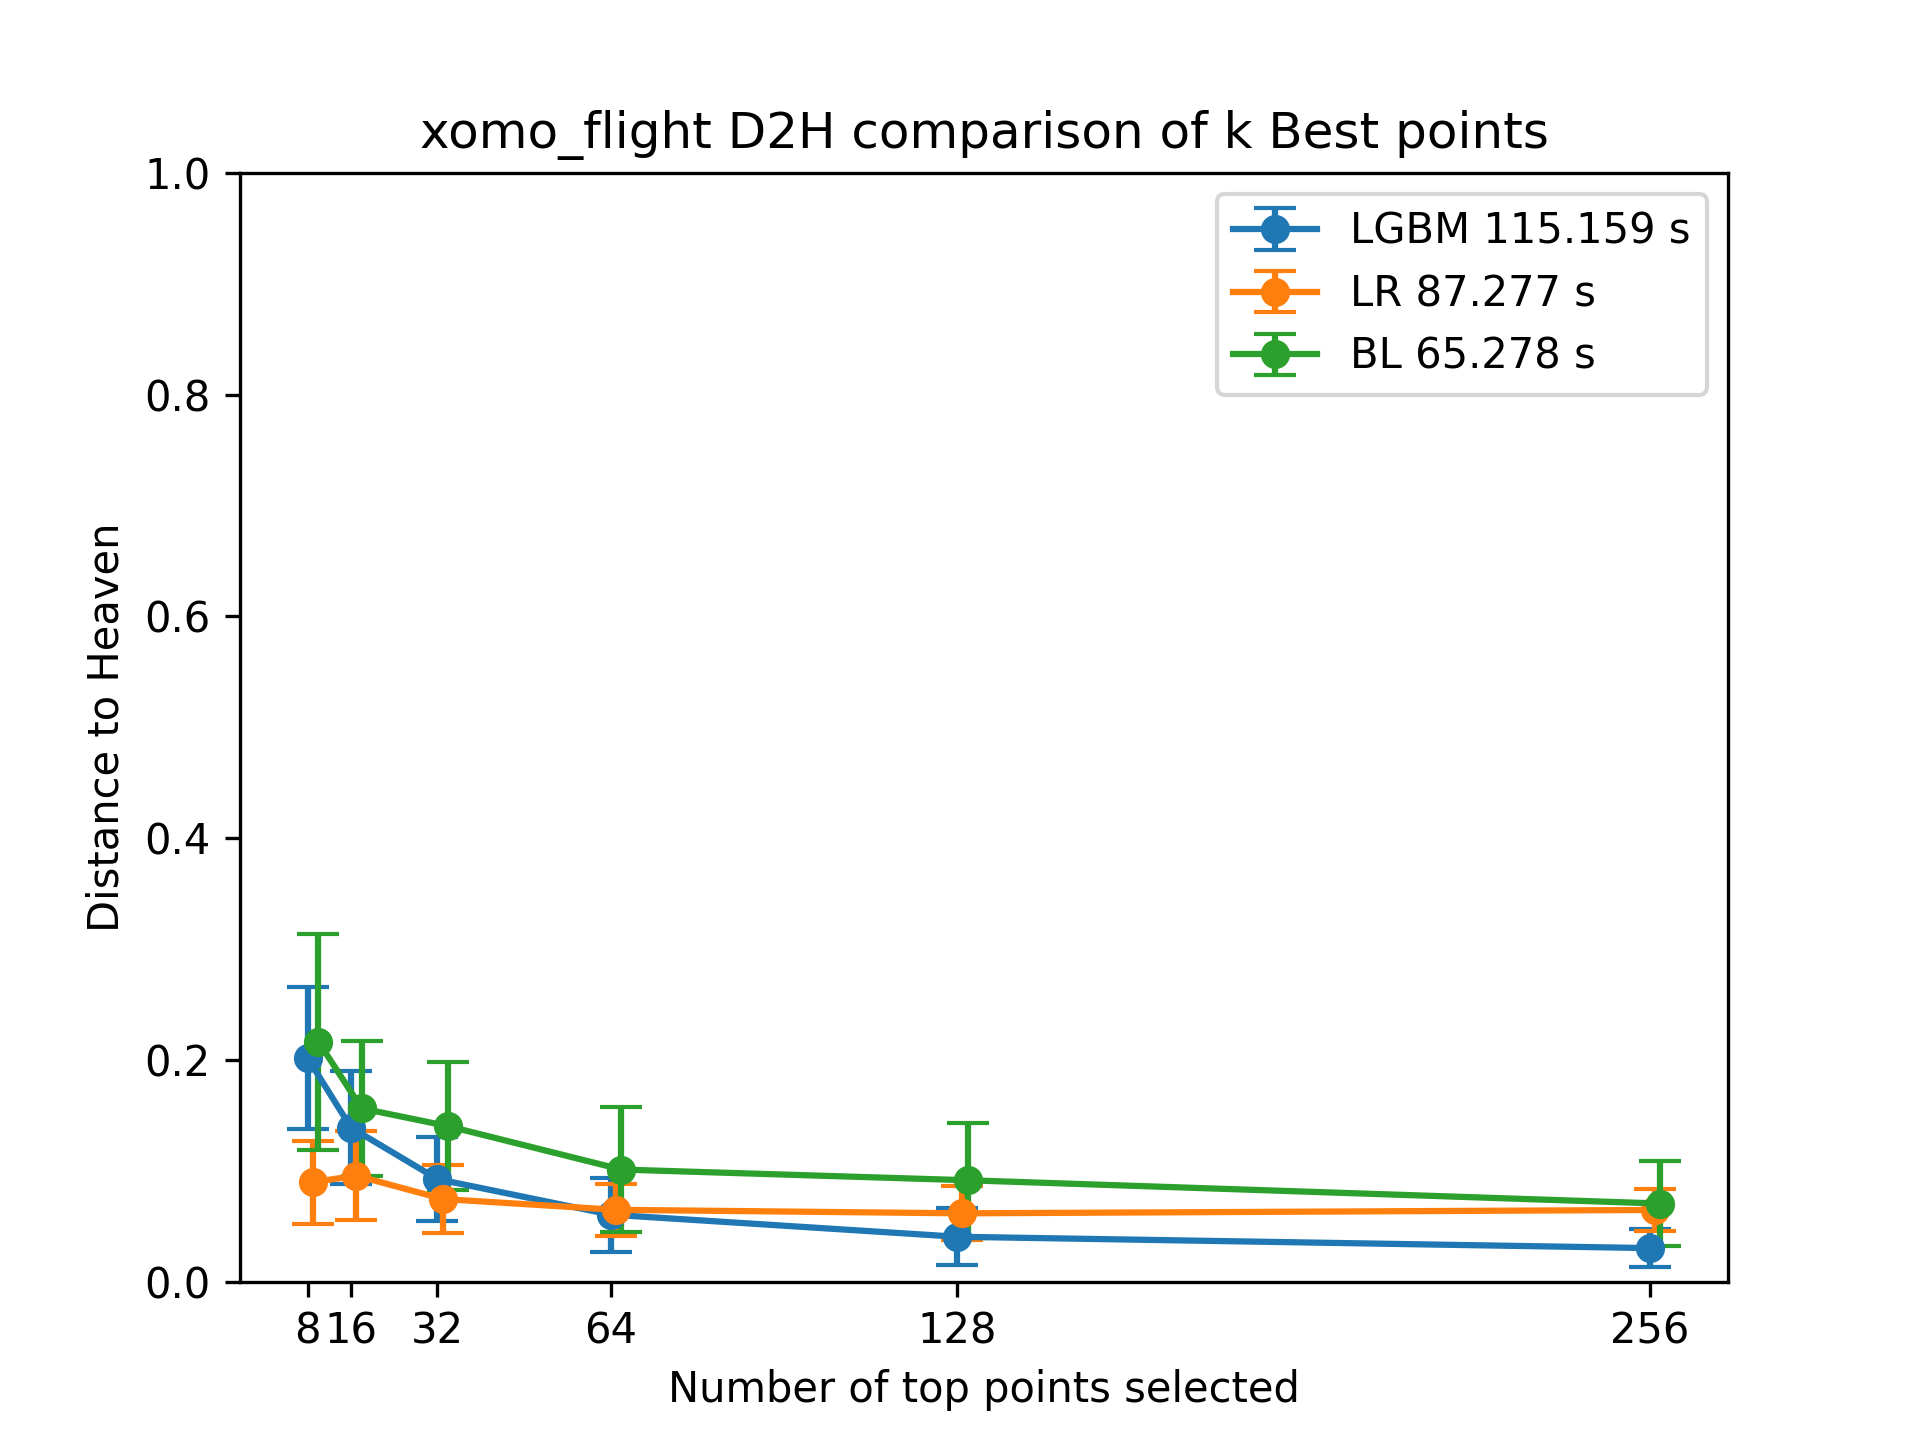 xomo_flight D2H comparison of k Best points
1.0
0.8
0.6
0.4
0.2
0.0
Distance to Heaven
LGBM 115.159 s
LR 87.277 s
BL 65.278 s
8 16 32 64 128 256
Number of top points selected